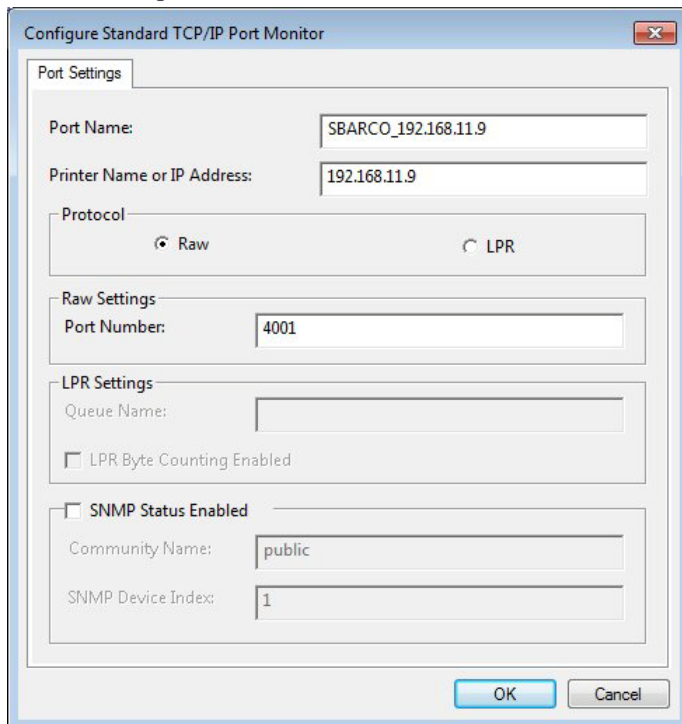 Configure Standard TCP/IP Port Monitor
Port Settings
Port Name: SBARCO_192.168.11.9
Printer Name or IP Address: 192.168.11.9
Protocol
Raw LPR
Raw Settings
Port Number: 4001
LPR Settings
Queue Name:
LPR Byte Counting Enabled
SNMP Status Enabled
Community Name: public
SNMP Device Index: 1
OK Cancel